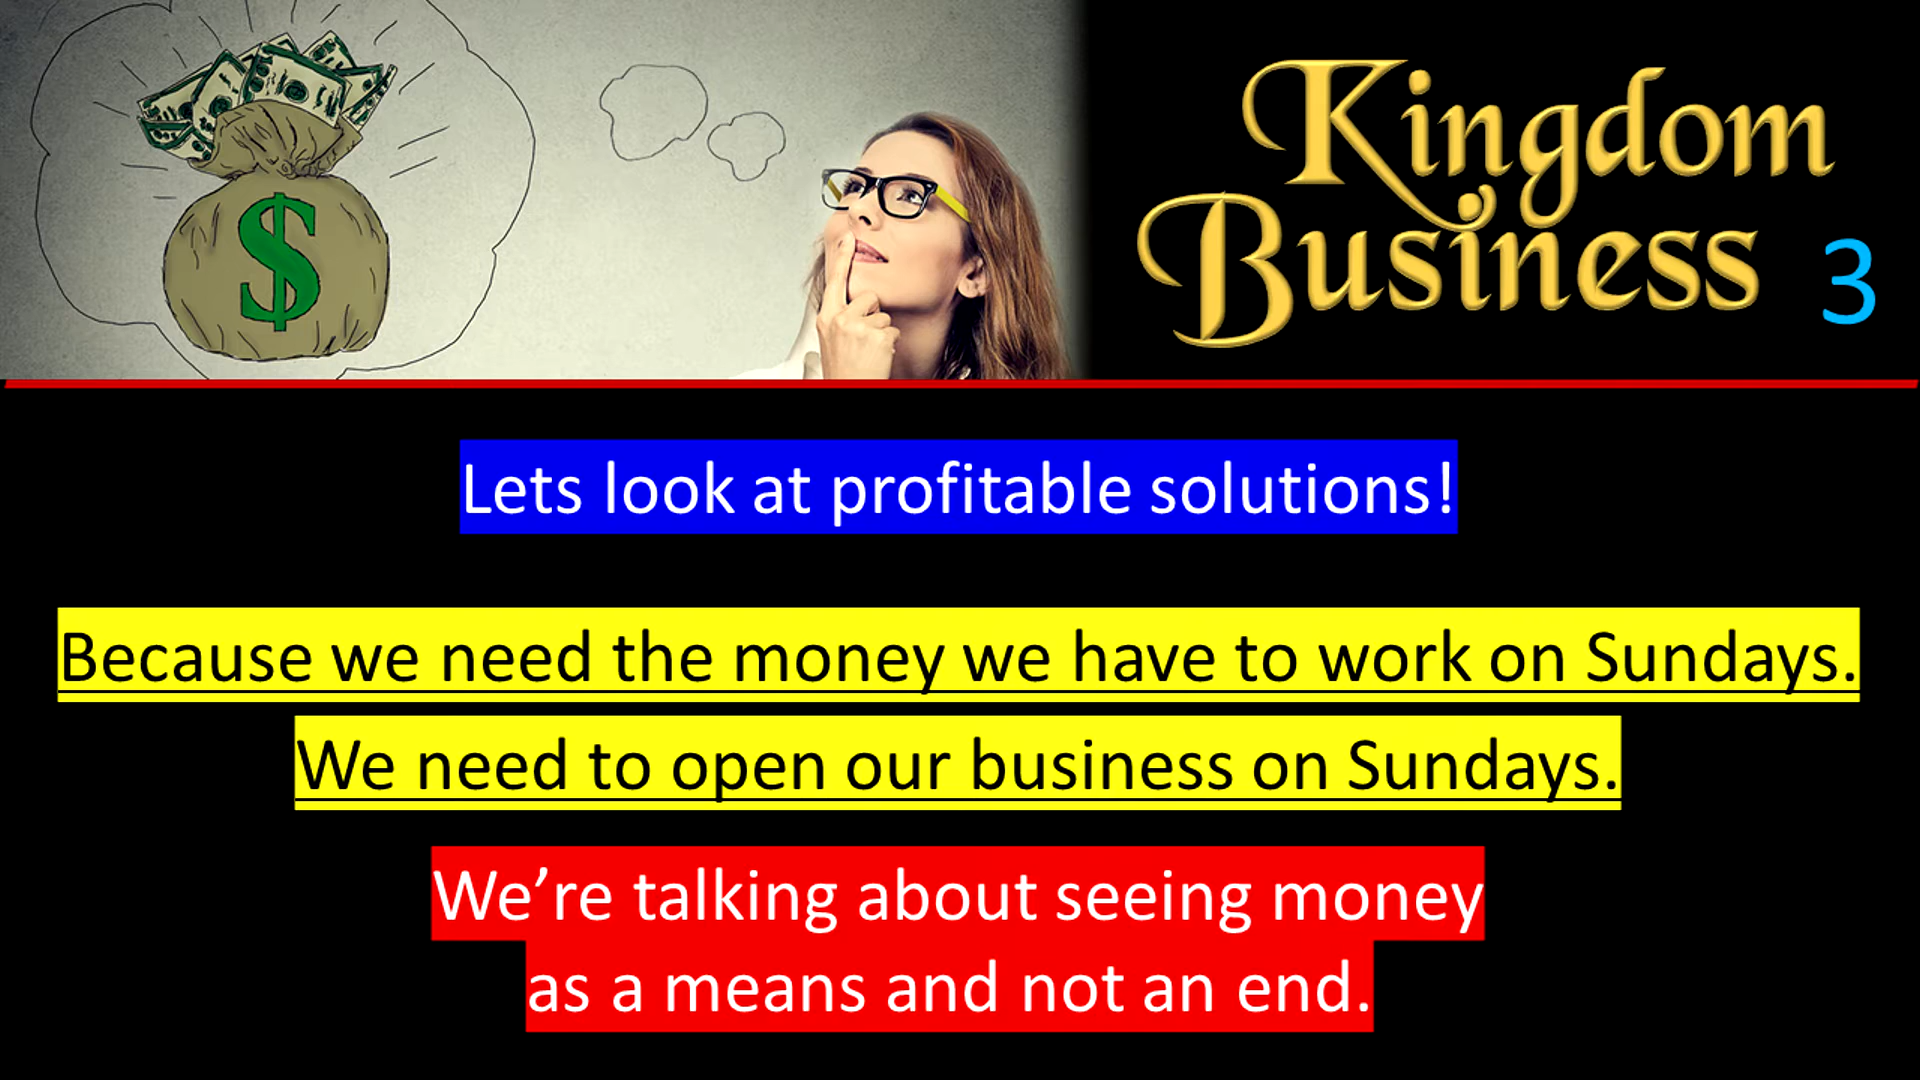 $
Kingdom
Business 3
Lets look at profitable solutions!
Because we need the money we have to work on Sundays.
We need to open our business on Sundays.
We’re talking about seeing money
as a means and not an end.